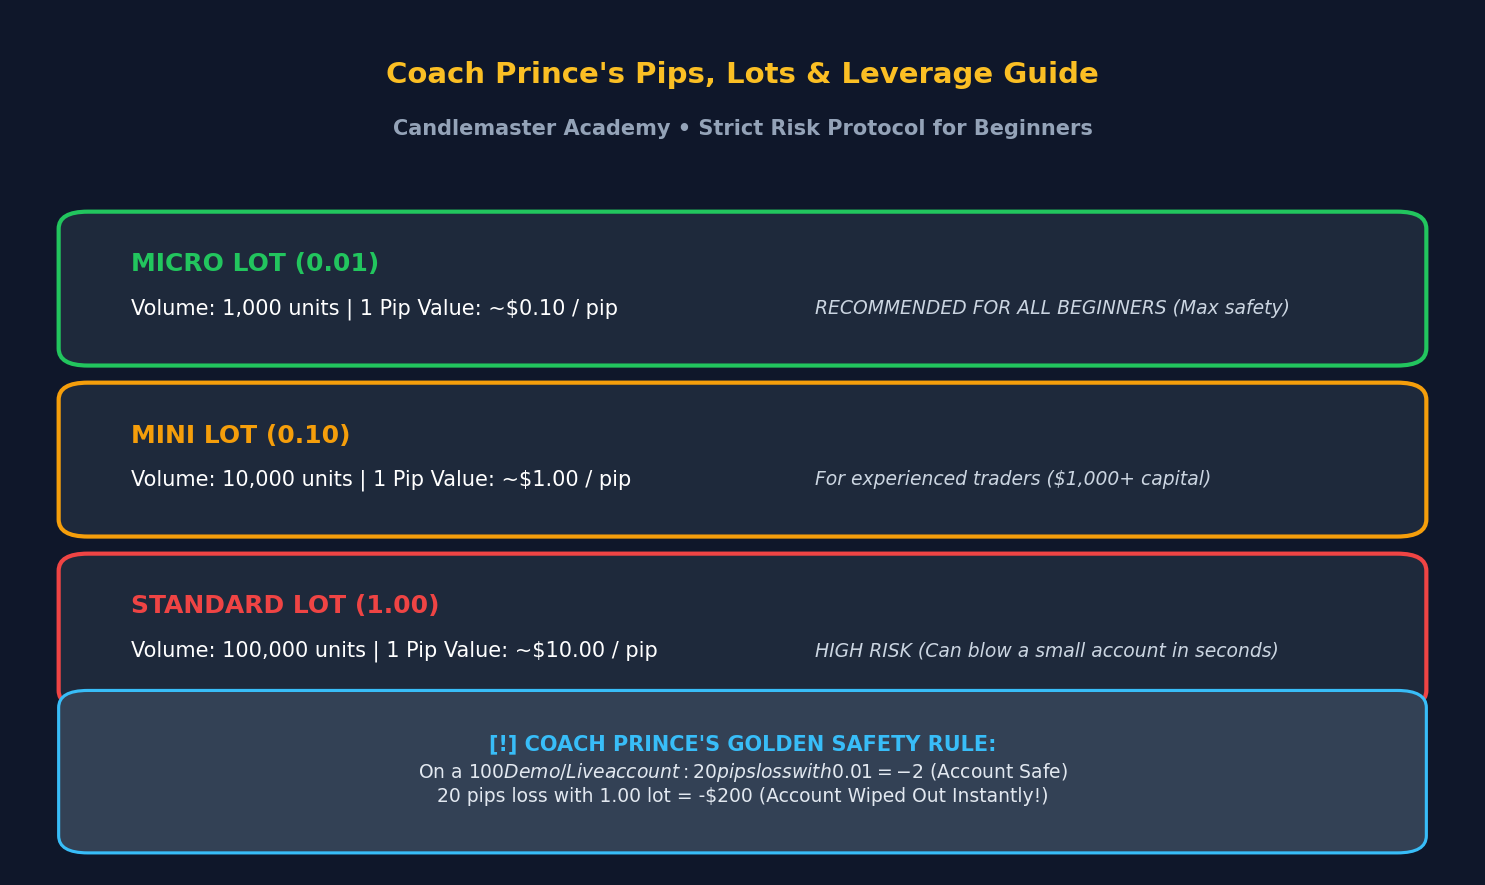 Coach Prince's Pips, Lots & Leverage Guide
Candlemaster Academy • Strict Risk Protocol for Beginners
MICRO LOT (0.01)
Volume: 1,000 units | 1 Pip Value: ~$0.10 / pip
RECOMMENDED FOR ALL BEGINNERS (Max safety)
MINI LOT (0.10)
Volume: 10,000 units | 1 Pip Value: ~$1.00 / pip
For experienced traders ($1,000+ capital)
STANDARD LOT (1.00)
Volume: 100,000 units | 1 Pip Value: ~$10.00 / pip
HIGH RISK (Can blow a small account in seconds)
[!] COACH PRINCE'S GOLDEN SAFETY RULE:
On a 100Demo/Liveaccount:20pipslosswith0.01=−2 (Account Safe)
20 pips loss with 1.00 lot = -$200 (Account Wiped Out Instantly!)